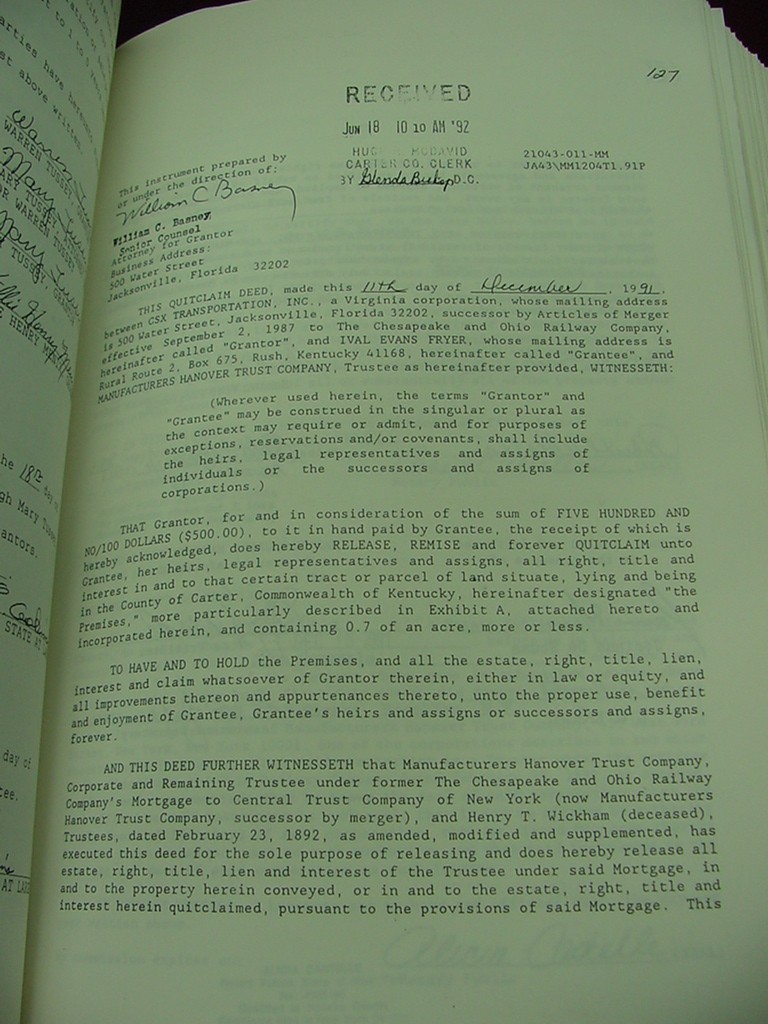 127
RECEIVED
JUN 18 10 10 AM '92
CARTER CO. CLERK
BY Glenda Bishop D.C.
21043-011-MM
JA43\MM1204T1.91P
This instrument prepared by
or under the direction of:
William C Basney
William C. Basney
Senior Counsel
Attorney for Grantor
Business Address:
500 Water Street
Jacksonville, Florida 32202
THIS QUITCLAIM DEED, made this 11th day of December, 1991,
between CSX TRANSPORTATION, INC., a Virginia corporation, whose mailing address
is 500 Water Street, Jacksonville, Florida 32202, successor by Articles of Merger
effective September 2, 1987 to The Chesapeake and Ohio Railway Company,
hereinafter called "Grantor", and IVAL EVANS FRYER, whose mailing address is
Rural Route 2, Box 675, Rush, Kentucky 41168, hereinafter called "Grantee", and
MANUFACTURERS HANOVER TRUST COMPANY, Trustee as hereinafter provided, WITNESSETH:
(Wherever used herein, the terms "Grantor" and
"Grantee" may be construed in the singular or plural as
the context may require or admit, and for purposes of
exceptions, reservations and/or covenants, shall include
the heirs, legal representatives and assigns of
individuals or the successors and assigns of
corporations.)
THAT Grantor, for and in consideration of the sum of FIVE HUNDRED AND
NO/100 DOLLARS ($500.00), to it in hand paid by Grantee, the receipt of which is
hereby acknowledged, does hereby RELEASE, REMISE and forever QUITCLAIM unto
Grantee, her heirs, legal representatives and assigns, all right, title and
interest in and to that certain tract or parcel of land situate, lying and being
in the County of Carter, Commonwealth of Kentucky, hereinafter designated "the
Premises," more particularly described in Exhibit A, attached hereto and
incorporated herein, and containing 0.7 of an acre, more or less.
TO HAVE AND TO HOLD the Premises, and all the estate, right, title, lien,
interest and claim whatsoever of Grantor therein, either in law or equity, and
all improvements thereon and appurtenances thereto, unto the proper use, benefit
and enjoyment of Grantee, Grantee's heirs and assigns or successors and assigns,
forever.
AND THIS DEED FURTHER WITNESSETH that Manufacturers Hanover Trust Company,
Corporate and Remaining Trustee under former The Chesapeake and Ohio Railway
Company's Mortgage to Central Trust Company of New York (now Manufacturers
Hanover Trust Company, successor by merger), and Henry T. Wickham (deceased),
Trustees, dated February 23, 1892, as amended, modified and supplemented, has
executed this deed for the sole purpose of releasing and does hereby release all
estate, right, title, lien and interest of the Trustee under said Mortgage, in
and to the property herein conveyed, or in and to the estate, right, title and
interest herein quitclaimed, pursuant to the provisions of said Mortgage. This